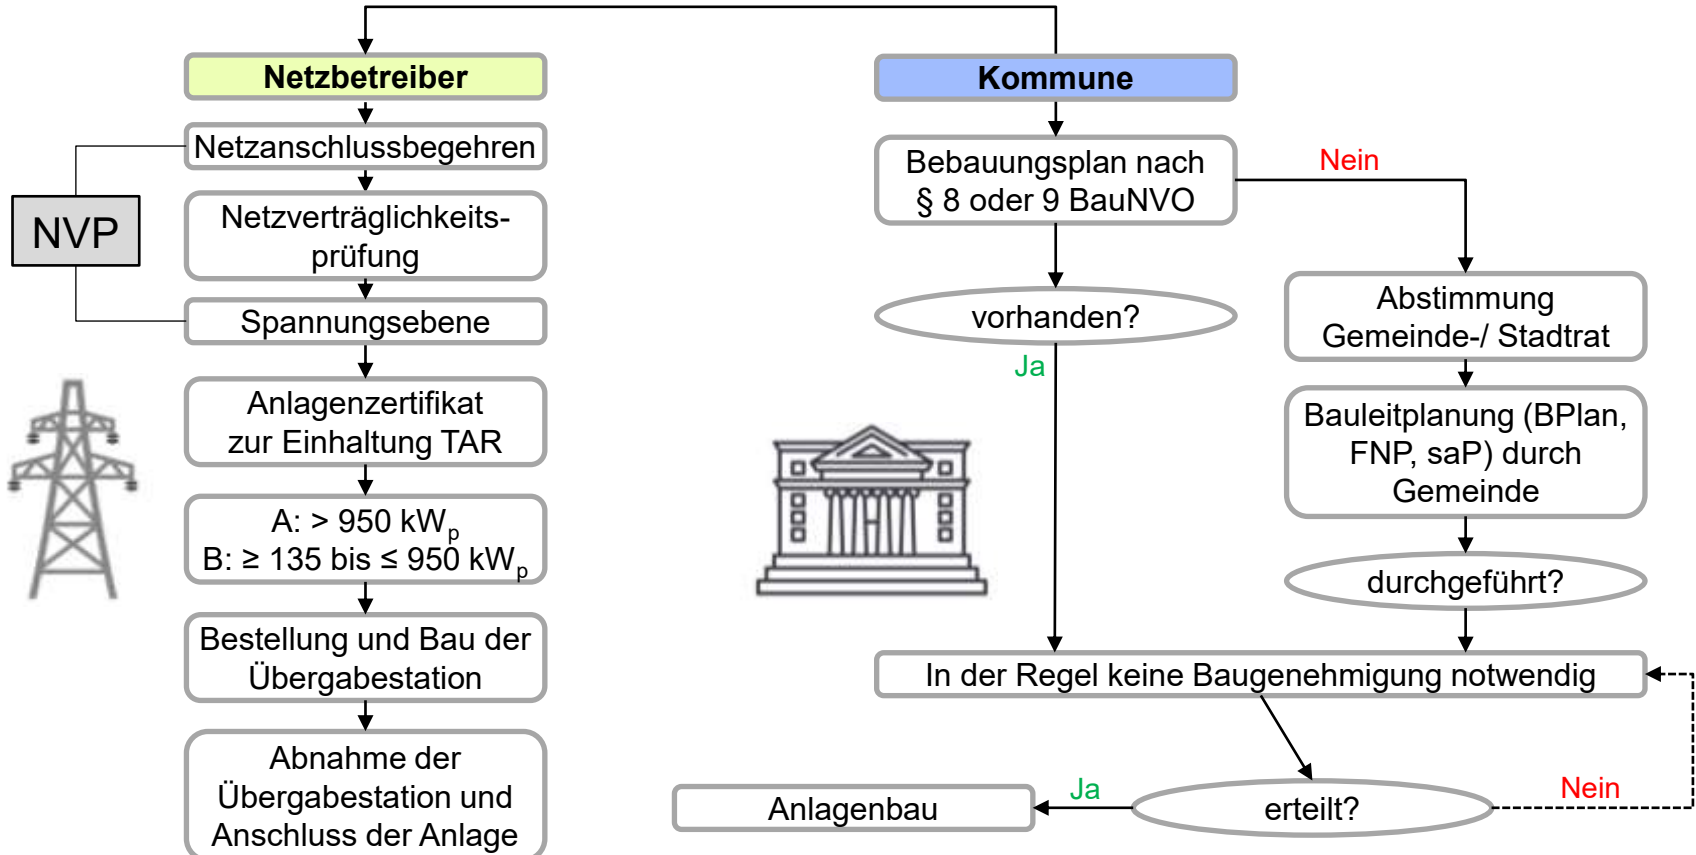 Netzbetreiber
Netzanschlussbegehren
NVP
Netzverträglichkeits-
prüfung
Spannungsebene
Anlagenzertifikat
zur Einhaltung TAR
A: > 950 kWp
B: ≥ 135 bis ≤ 950 kWp
Bestellung und Bau der
Übergabestation
Abnahme der
Übergabestation und
Anschluss der Anlage
Kommune
Bebauungsplan nach
§ 8 oder 9 BauNVO
Nein
vorhanden?
Ja
Abstimmung
Gemeinde-/ Stadtrat
Bauleitplanung (BPlan,
FNP, saP) durch
Gemeinde
durchgeführt?
In der Regel keine Baugenehmigung notwendig
erteilt?
Ja
Nein
Anlagenbau